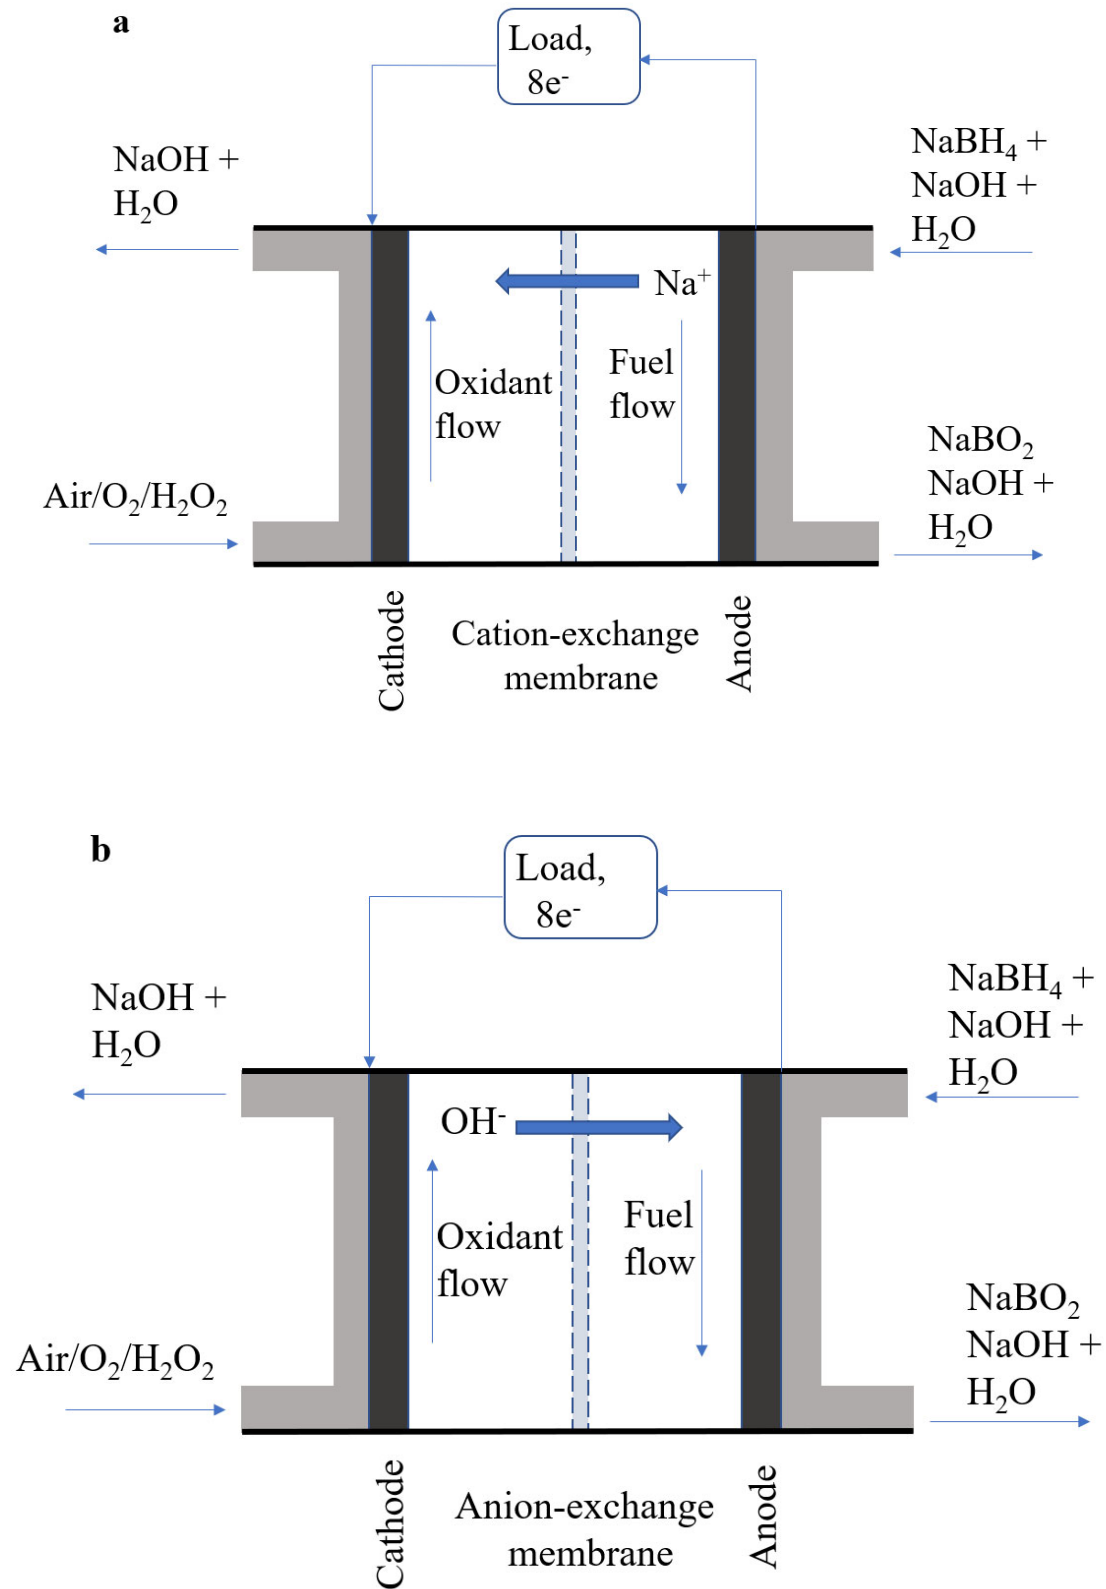 a
Load,
8e⁻
NaOH +
H₂O
NaBH₄ +
NaOH +
H₂O
Na⁺
Oxidant
flow
Fuel
flow
Air/O₂/H₂O₂
NaBO₂
NaOH +
H₂O
Cathode
Cation-exchange
membrane
Anode
b
Load,
8e⁻
NaOH +
H₂O
NaBH₄ +
NaOH +
H₂O
OH⁻
Oxidant
flow
Fuel
flow
Air/O₂/H₂O₂
NaBO₂
NaOH +
H₂O
Cathode
Anion-exchange
membrane
Anode